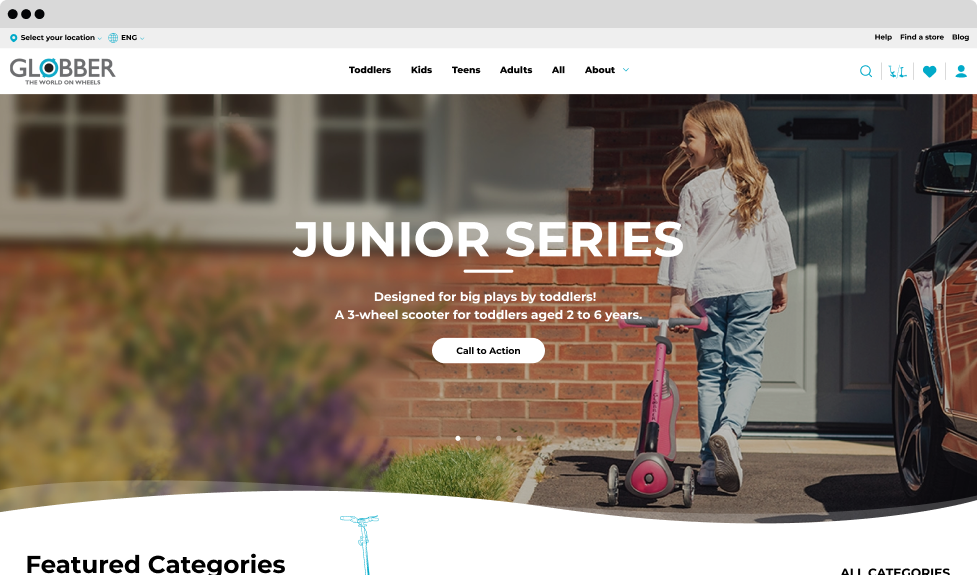 Select your location
ENG
Help
Find a store
Blog
GLOBBER
THE WORLD ON WHEELS
Toddlers
Kids
Teens
Adults
All
About
JUNIOR SERIES
Designed for big plays by toddlers!
A 3-wheel scooter for toddlers aged 2 to 6 years.
Call to Action
Featured Categories
ALL CATEGORIES